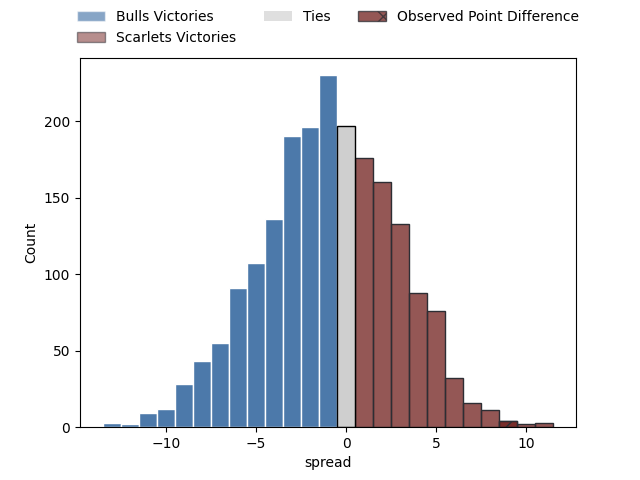 Bulls Victories
Scarlets Victories
Ties
Observed Point Difference
Count
200
150
100
50
0
−10
−5
0
5
10
spread